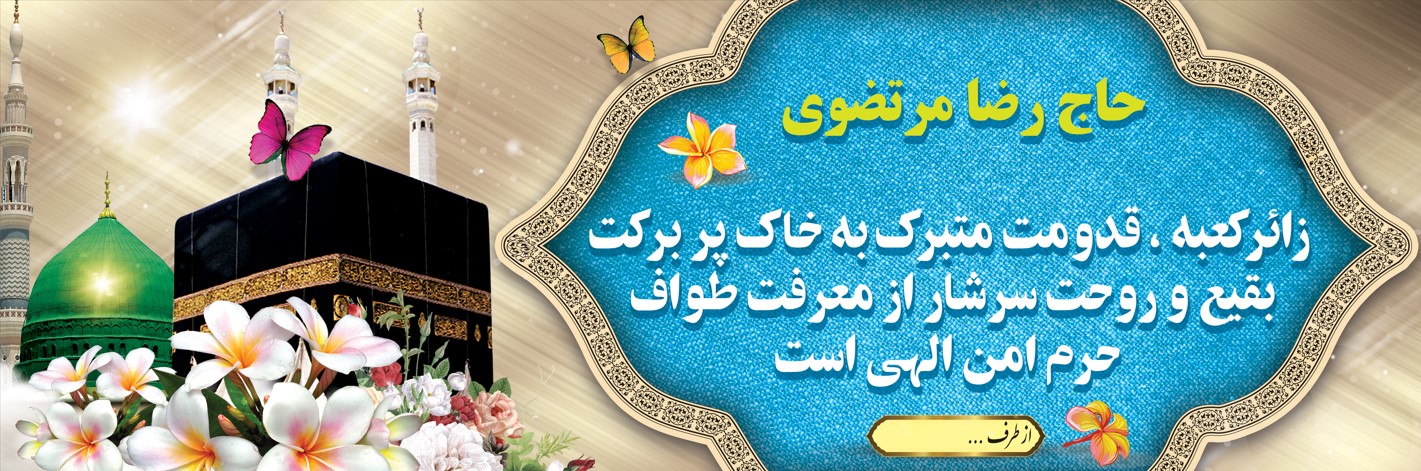 حاج رضا مرتضوی
زائرکعبه ، قدومت متبرک به خاک پر برکت
بقیع و روحت سرشار از معرفت طواف
حرم امن الهی است
از طرف ...